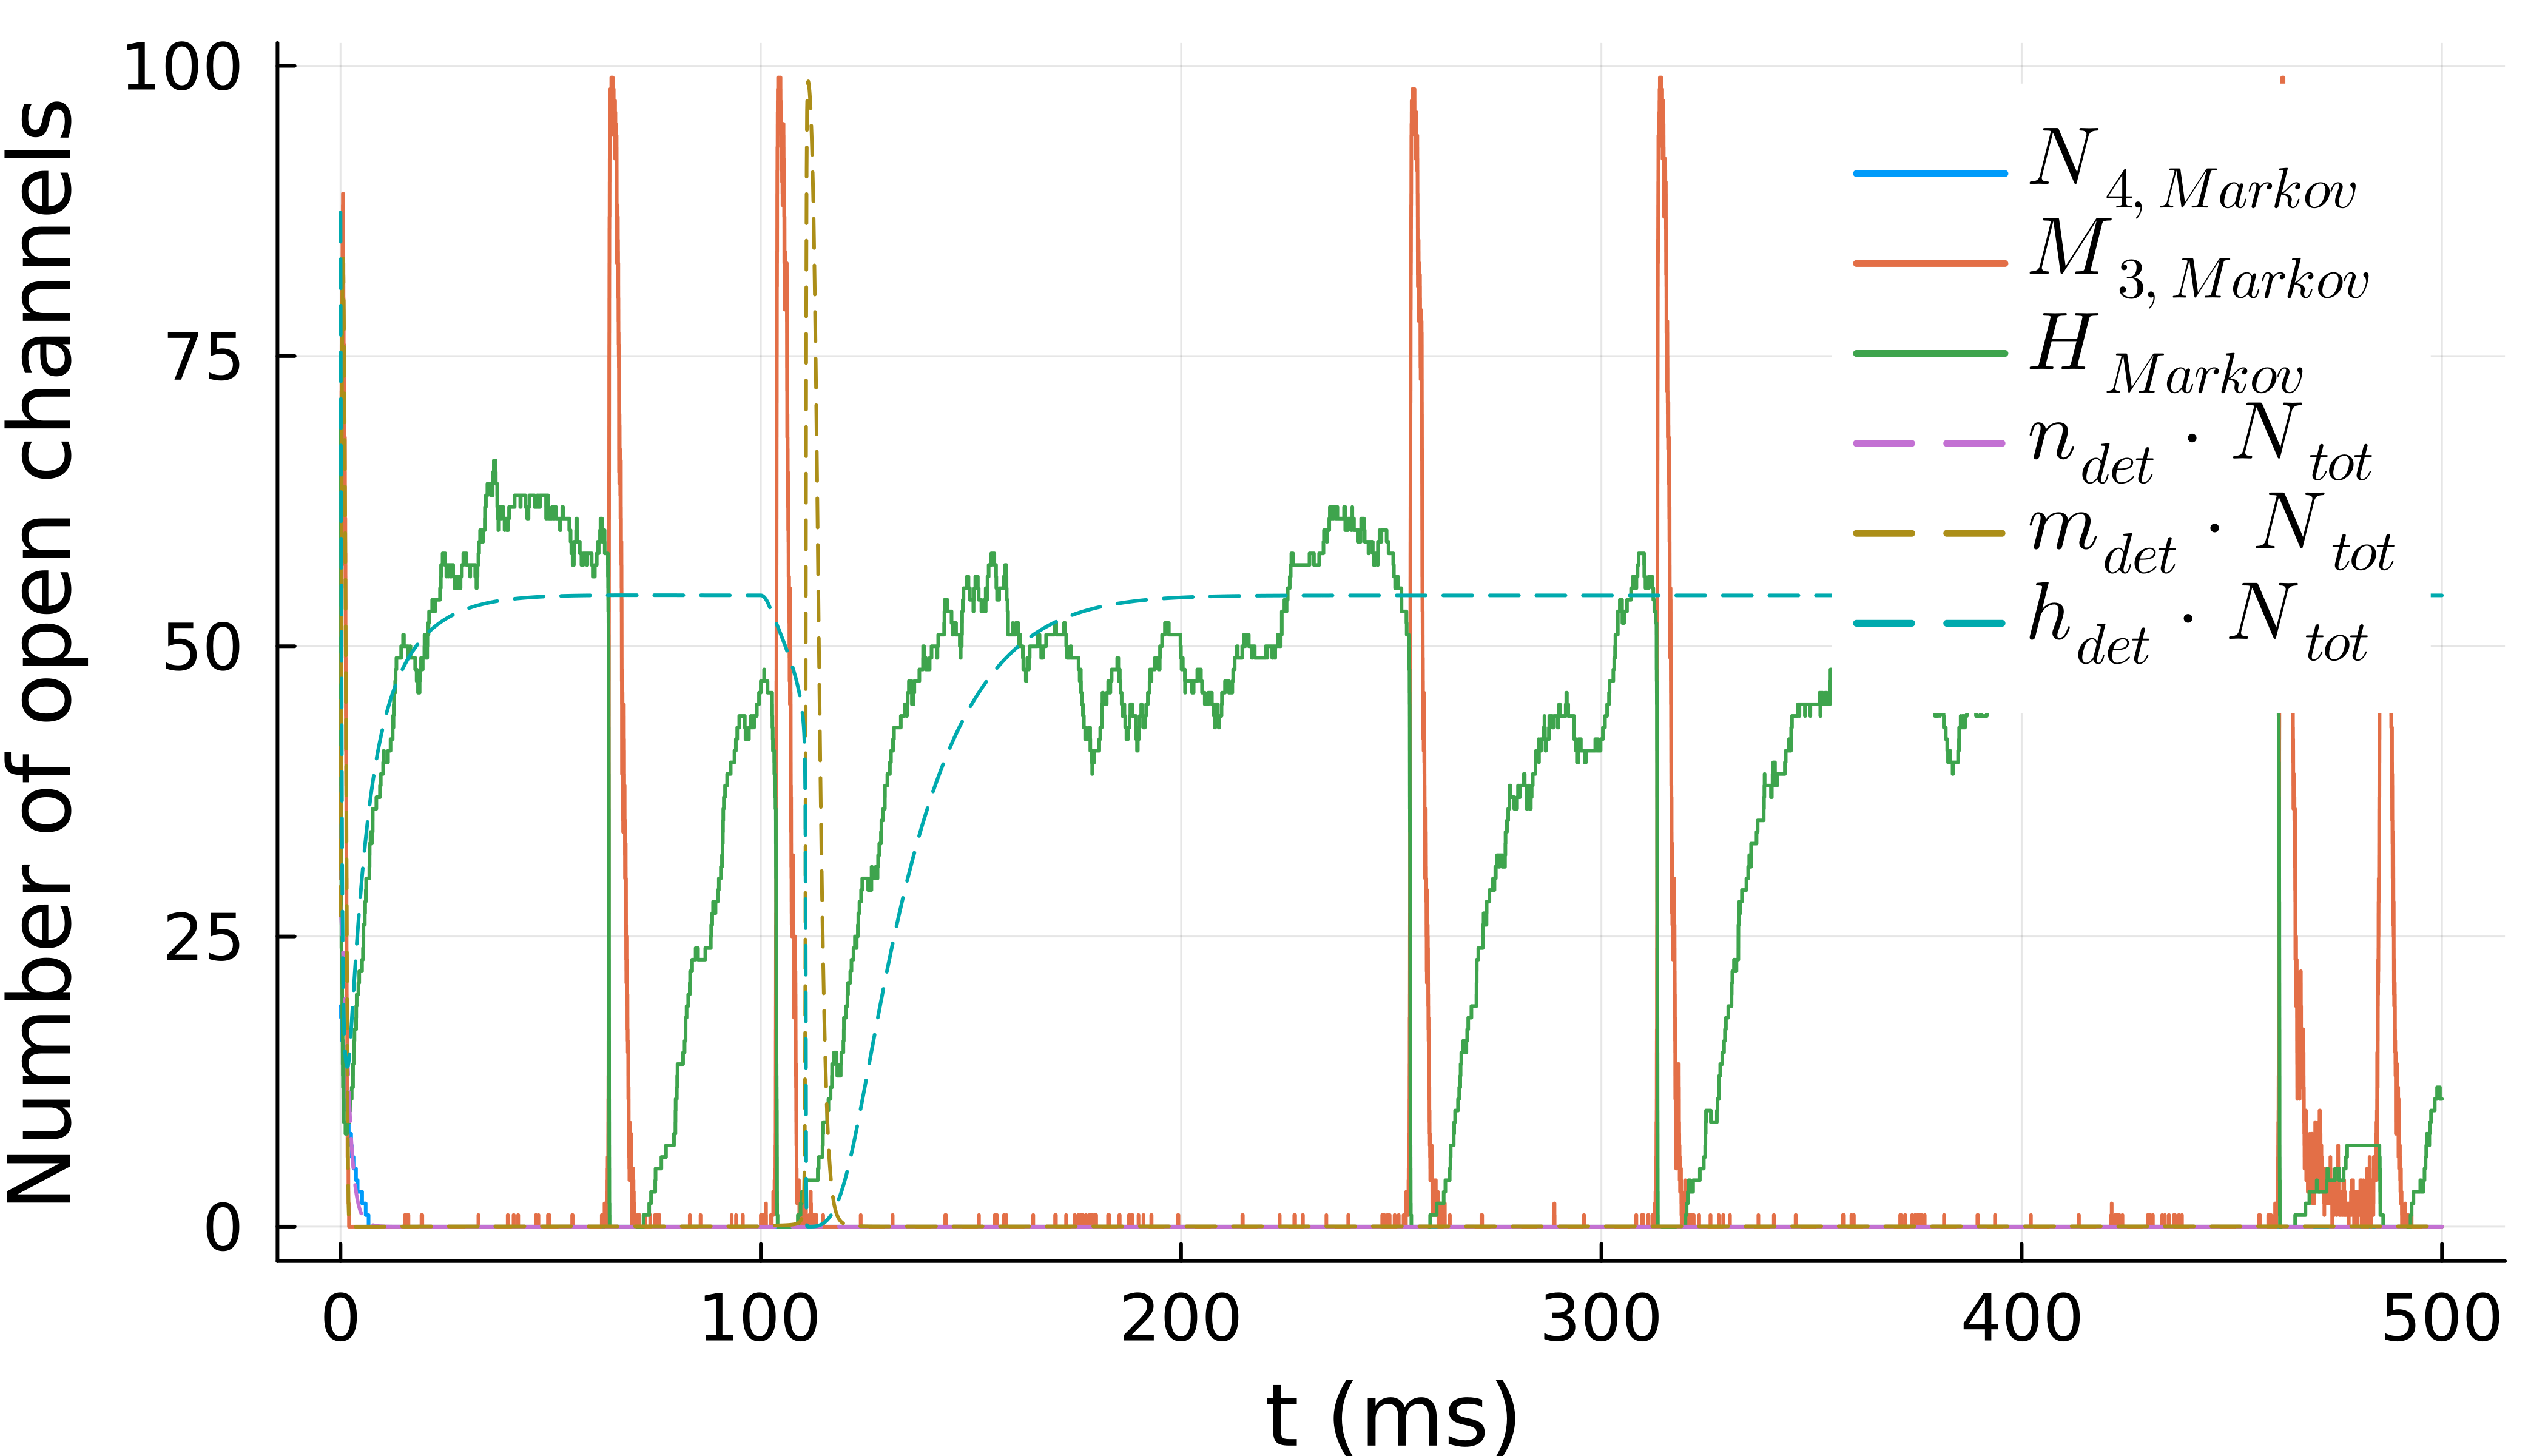 Number of open channels
100
75
50
25
0
0 100 200 300 400 500
t (ms)
N4, Markov
M3, Markov
HMarkov
ndet · Ntot
mdet · Ntot
hdet · Ntot